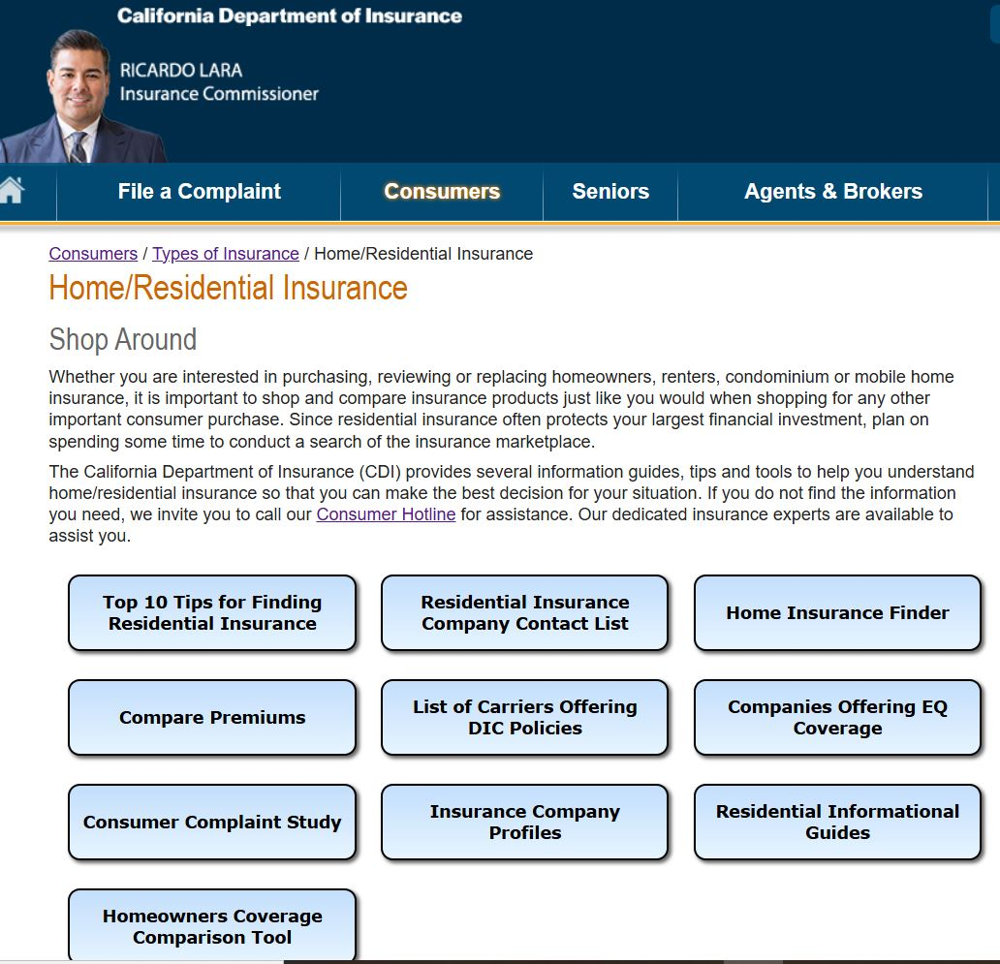 California Department of Insurance
RICARDO LARA
Insurance Commissioner
File a Complaint
Consumers
Seniors
Agents & Brokers
Consumers / Types of Insurance / Home/Residential Insurance
Home/Residential Insurance
Shop Around
Whether you are interested in purchasing, reviewing or replacing homeowners, renters, condominium or mobile home
insurance, it is important to shop and compare insurance products just like you would when shopping for any other
important consumer purchase. Since residential insurance often protects your largest financial investment, plan on
spending some time to conduct a search of the insurance marketplace.
The California Department of Insurance (CDI) provides several information guides, tips and tools to help you understand
home/residential insurance so that you can make the best decision for your situation. If you do not find the information
you need, we invite you to call our Consumer Hotline for assistance. Our dedicated insurance experts are available to
assist you.
Top 10 Tips for Finding
Residential Insurance
Residential Insurance
Company Contact List
Home Insurance Finder
Compare Premiums
List of Carriers Offering
DIC Policies
Companies Offering EQ
Coverage
Consumer Complaint Study
Insurance Company
Profiles
Residential Informational
Guides
Homeowners Coverage
Comparison Tool